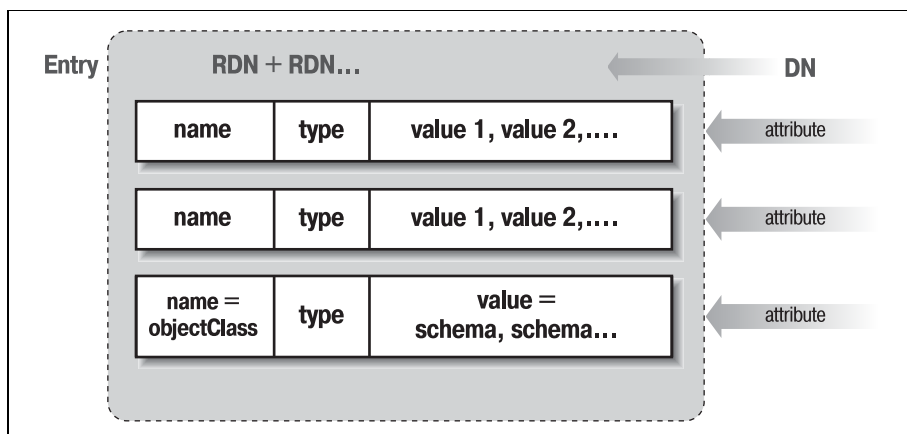 Entry
RDN + RDN...
DN
name
type
value 1, value 2,....
attribute
name
type
value 1, value 2,....
attribute
name =
objectClass
type
value =
schema, schema...
attribute